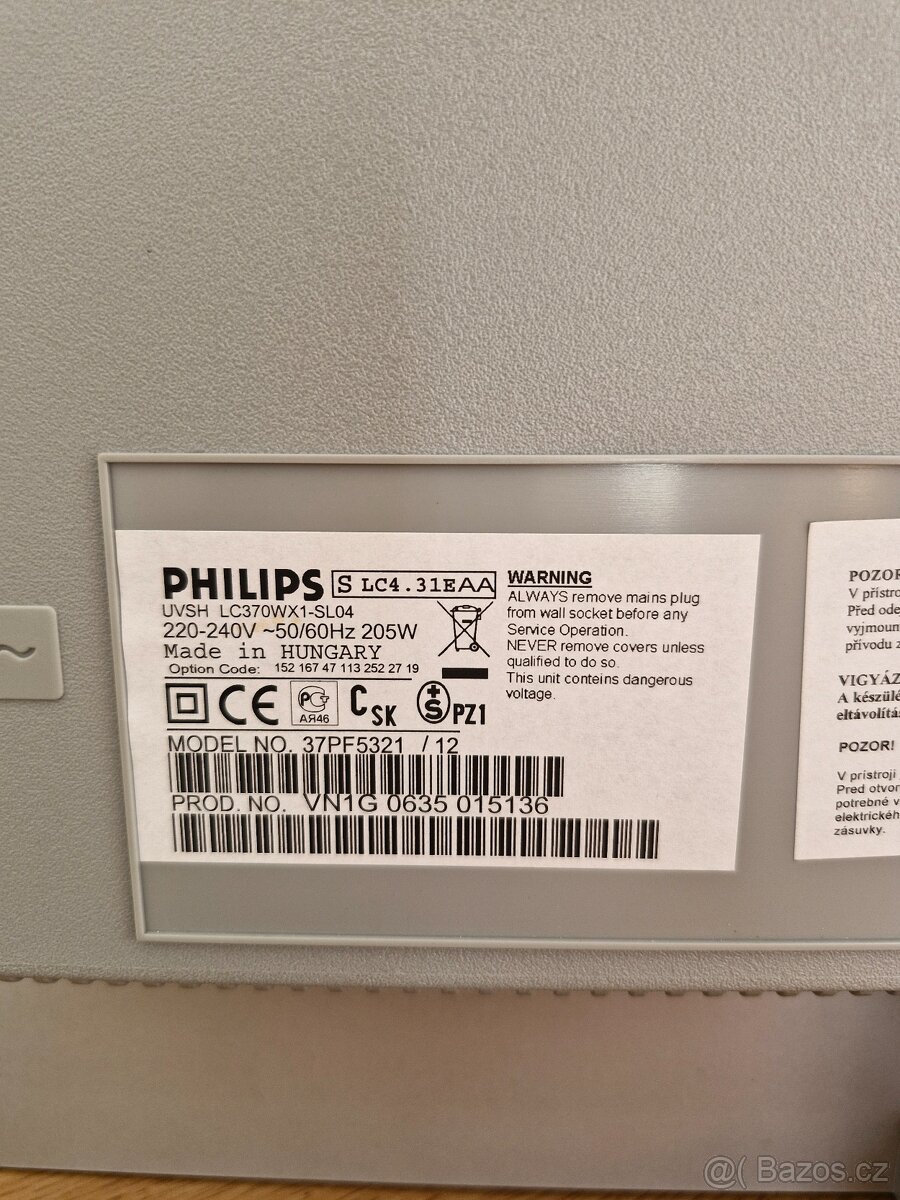 PHILIPS S LC4.31EAA
UVSH LC370WX1-SL04
220-240V ~50/60Hz 205W
Made in HUNGARY
Option Code: 152 167 47 113 252 27 19
CE PG АЯ46 C SK +S PZ1
MODEL NO. 37PF5321 / 12
PROD. NO. VN1G 0635 015136
WARNING
ALWAYS remove mains plug
from wall socket before any
Service Operation.
NEVER remove covers unless
qualified to do so.
This unit conteins dangerous
voltage.
POZOR
V přístro
Před ode
vyjmoun
přívodu z
VIGYÁZ
A készülé
eltávolítás
POZOR!
V prístroji
Pred otvor
potrebné v
elektrickéh
zásuvky.
@( Bazos.cz